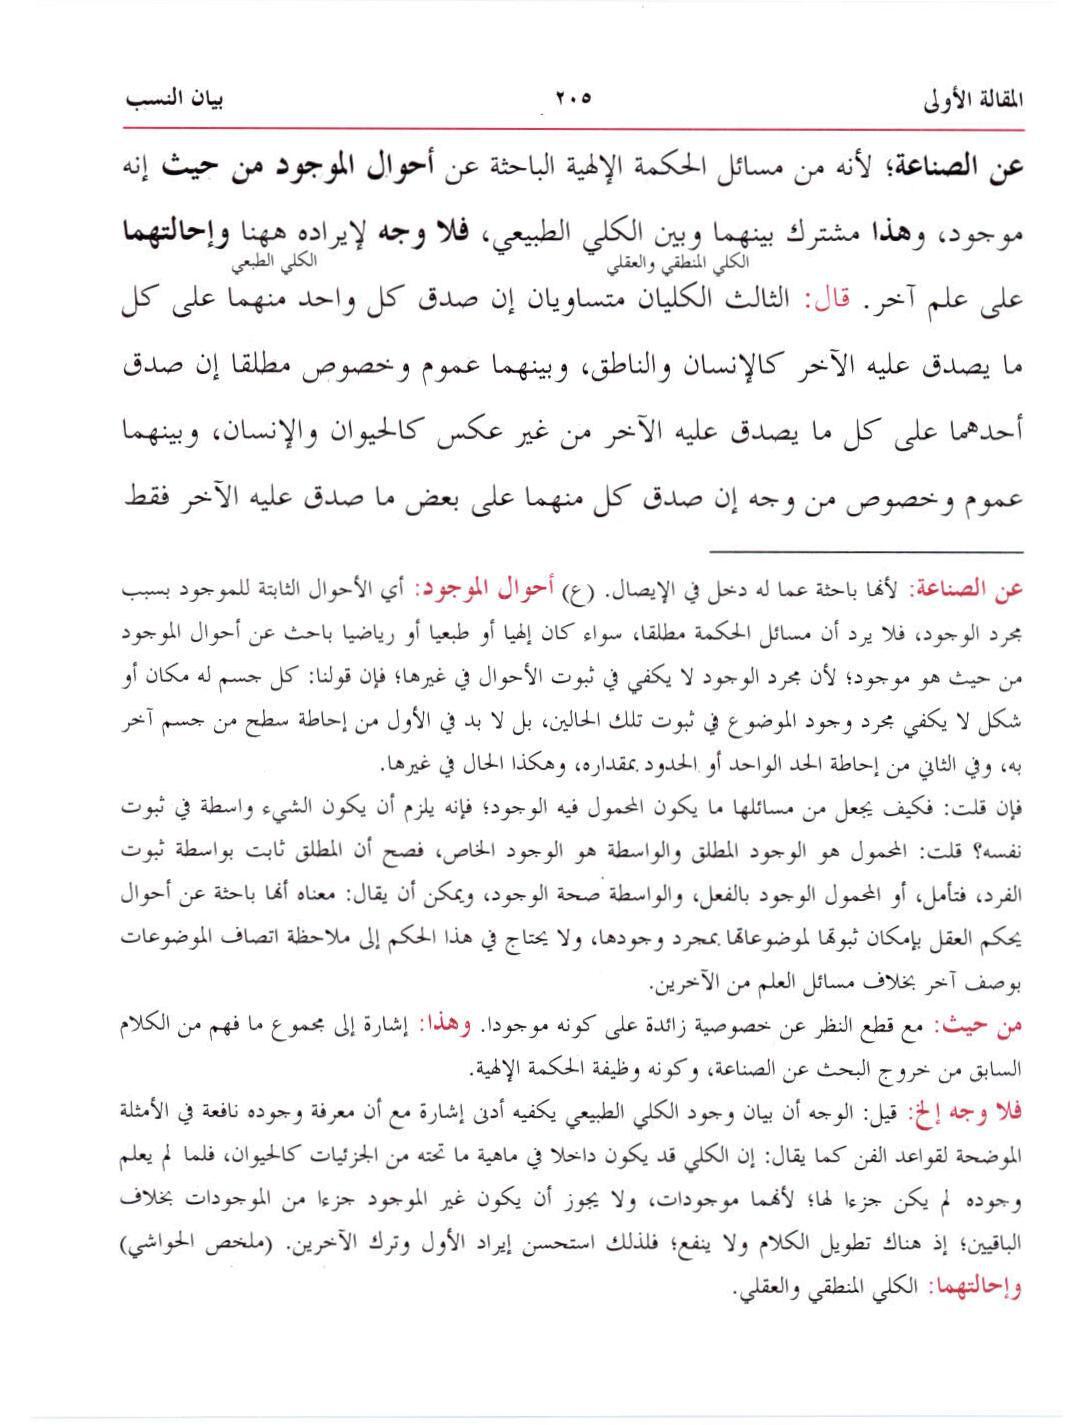 المقالة الأولى ٢٠٥ بيان النسب
عن الصناعة؛ لأنه من مسائل الحكمة الإلهية الباحثة عن أحوال الموجود من حيث إنه
موجود، وهذا مشترك بينهما وبين الكلي الطبيعي، فلا وجه لإيراده ههنا وإحالتهما
الكلي المنطقي والعقلي الكلي الطبعي
على علم آخر. قال: الثالث الكليان متساويان إن صدق كل واحد منهما على كل
ما يصدق عليه الآخر كالإنسان والناطق، وبينهما عموم وخصوص مطلقا إن صدق
أحدهما على كل ما يصدق عليه الآخر من غير عكس كالحيوان والإنسان، وبينهما
عموم وخصوص من وجه إن صدق كل منهما على بعض ما صدق عليه الآخر فقط
عن الصناعة: لأنها باحثة عما له دخل في الإيصال. (ع) أحوال الموجود: أي الأحوال الثابتة للموجود بسبب
مجرد الوجود، فلا يرد أن مسائل الحكمة مطلقا، سواء كان إلهيا أو طبعيا أو رياضيا باحث عن أحوال الموجود
من حيث هو موجود؛ لأن مجرد الوجود لا يكفي في ثبوت الأحوال في غيرها؛ فإن قولنا: كل جسم له مكان أو
شكل لا يكفي مجرد وجود الموضوع في ثبوت تلك الحالين، بل لا بد في الأول من إحاطة سطح من جسم آخر
به، وفي الثاني من إحاطة الحد الواحد أو الحدود بمقداره، وهكذا الحال في غيرها.
فإن قلت: فكيف يجعل من مسائلها ما يكون المحمول فيه الوجود؛ فإنه يلزم أن يكون الشيء واسطة في ثبوت
نفسه؟ قلت: المحمول هو الوجود المطلق والواسطة هو الوجود الخاص، فصح أن المطلق ثابت بواسطة ثبوت
الفرد، فتأمل، أو المحمول الوجود بالفعل، والواسطة صحة الوجود، ويمكن أن يقال: معناه أنها باحثة عن أحوال
يحكم العقل بإمكان ثبوتها لموضوعاتها بمجرد وجودها، ولا يحتاج في هذا الحكم إلى ملاحظة اتصاف الموضوعات
بوصف آخر بخلاف مسائل العلم من الآخرين.
من حيث: مع قطع النظر عن خصوصية زائدة على كونه موجودا. وهذا: إشارة إلى مجموع ما فهم من الكلام
السابق من خروج البحث عن الصناعة، وكونه وظيفة الحكمة الإلهية.
فلا وجه إلخ: قيل: الوجه أن بيان وجود الكلي الطبيعي يكفيه أدنى إشارة مع أن معرفة وجوده نافعة في الأمثلة
الموضحة لقواعد الفن كما يقال: إن الكلي قد يكون داخلا في ماهية ما تحته من الجزئيات كالحيوان، فلما لم يعلم
وجوده لم يكن جزءا لها؛ لأنهما موجودات، ولا يجوز أن يكون غير الموجود جزءا من الموجودات بخلاف
الباقيين؛ إذ هناك تطويل الكلام ولا ينفع؛ فلذلك استحسن إيراد الأول وترك الآخرين. (ملخص الحواشي)
وإحالتهما: الكلي المنطقي والعقلي.